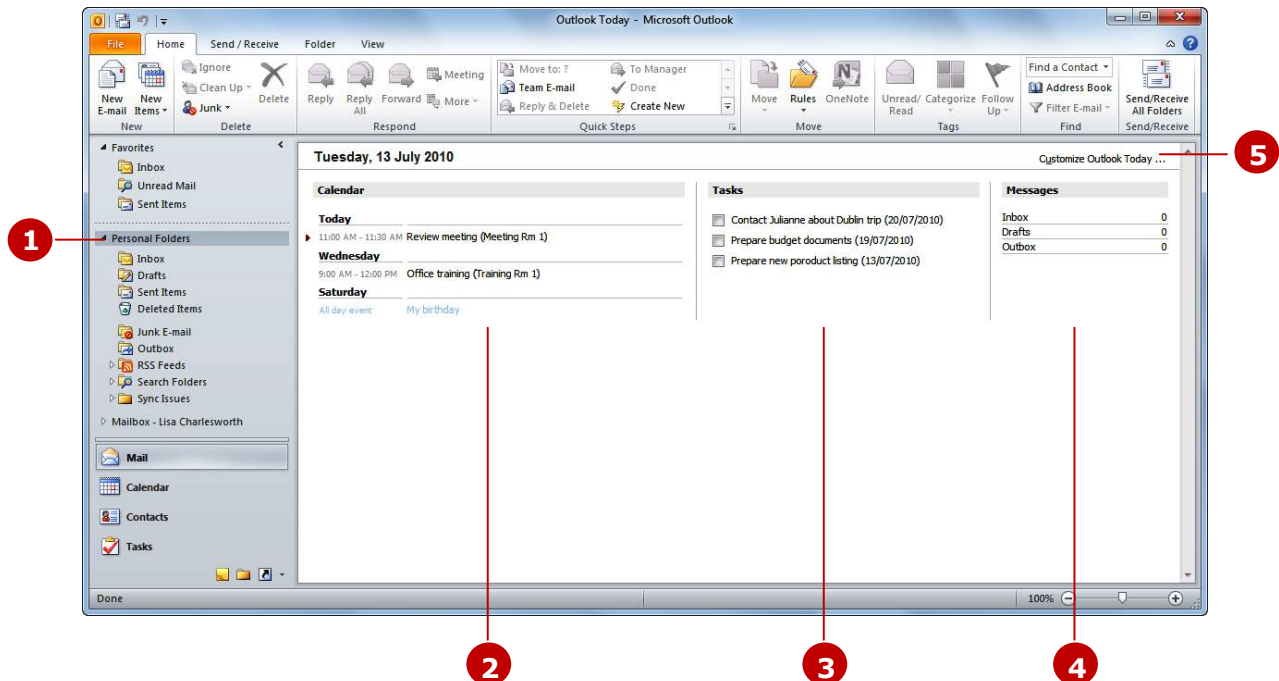 Outlook Today - Microsoft Outlook
File Home Send / Receive Folder View
New E-mail
New Items
New
Ignore
Clean Up
Junk
Delete
Delete
Reply
Reply All
Forward
Meeting
More
Respond
Move to: ?
Team E-mail
Reply & Delete
To Manager
Done
Create New
Quick Steps
Move
Rules
OneNote
Move
Unread/ Read
Categorize
Follow Up
Tags
Find a Contact
Address Book
Filter E-mail
Find
Send/Receive All Folders
Send/Receive
Favorites
Inbox
Unread Mail
Sent Items
1
Personal Folders
Inbox
Drafts
Sent Items
Deleted Items
Junk E-mail
Outbox
RSS Feeds
Search Folders
Sync Issues
Mailbox - Lisa Charlesworth
Mail
Calendar
Contacts
Tasks
Tuesday, 13 July 2010
Customize Outlook Today ...
5
Calendar
Today
11:00 AM - 11:30 AM Review meeting (Meeting Rm 1)
Wednesday
9:00 AM - 12:00 PM Office training (Training Rm 1)
Saturday
All day event My birthday
Tasks
Contact Julianne about Dublin trip (20/07/2010)
Prepare budget documents (19/07/2010)
Prepare new poroduct listing (13/07/2010)
Messages
Inbox 0
Drafts 0
Outbox 0
Done
100%
2
3
4